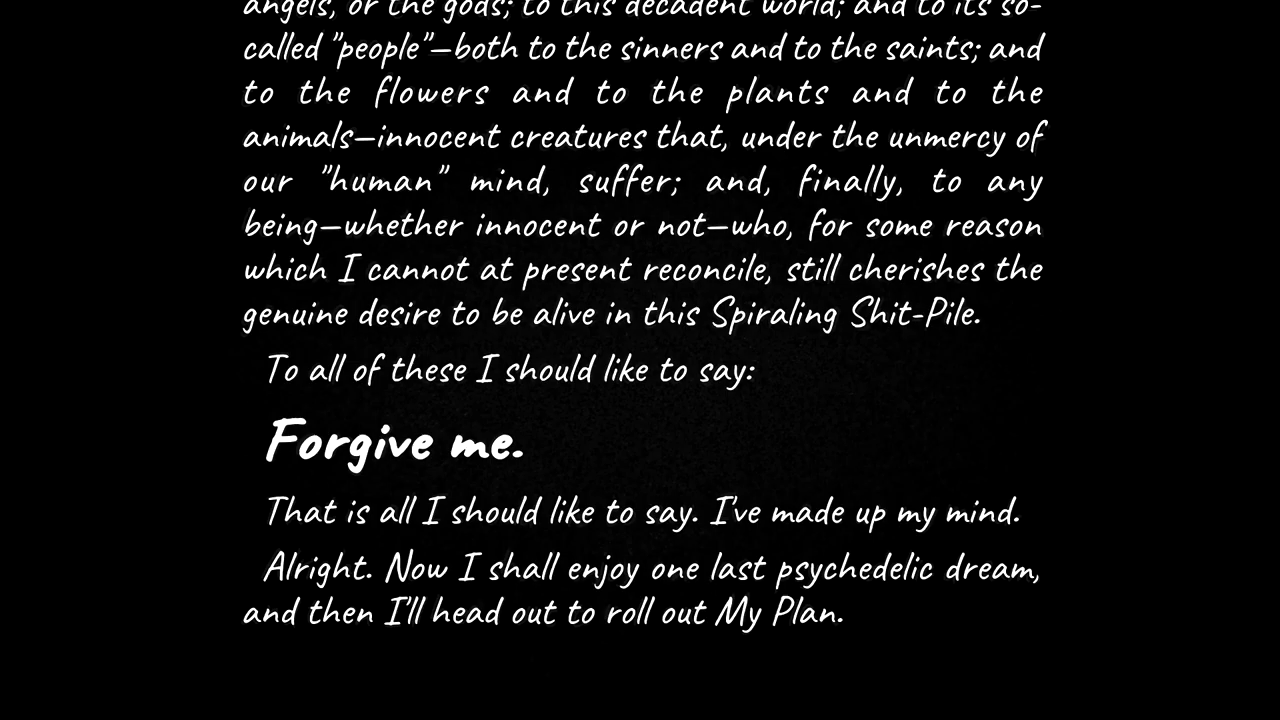 angels, or the gods; to this decadent world; and to its so-
called "people"—both to the sinners and to the saints; and
to the flowers and to the plants and to the
animals—innocent creatures that, under the unmercy of
our "human" mind, suffer; and, finally, to any
being—whether innocent or not—who, for some reason
which I cannot at present reconcile, still cherishes the
genuine desire to be alive in this Spiraling Shit-Pile.
To all of these I should like to say:
Forgive me.
That is all I should like to say. I've made up my mind.
Alright. Now I shall enjoy one last psychedelic dream,
and then I'll head out to roll out My Plan.